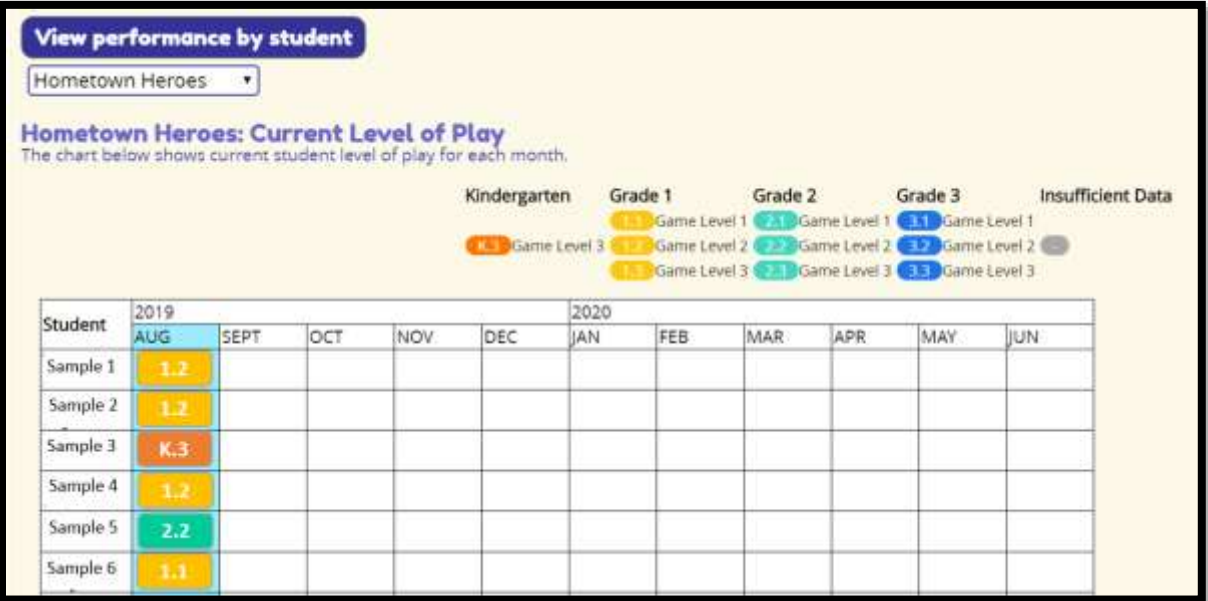 View performance by student
Hometown Heroes
Hometown Heroes: Current Level of Play
The chart below shows current student level of play for each month.
Kindergarten Grade 1 Grade 2 Grade 3 Insufficient Data
1.1 Game Level 1 2.1 Game Level 1 3.1 Game Level 1
K.3 Game Level 3 1.2 Game Level 2 2.2 Game Level 2 3.2 Game Level 2 -
1.3 Game Level 3 2.3 Game Level 3 3.3 Game Level 3
Student 2019 2020
AUG SEPT OCT NOV DEC JAN FEB MAR APR MAY JUN
Sample 1 1.2
Sample 2 1.2
Sample 3 K.3
Sample 4 1.2
Sample 5 2.2
Sample 6 1.1